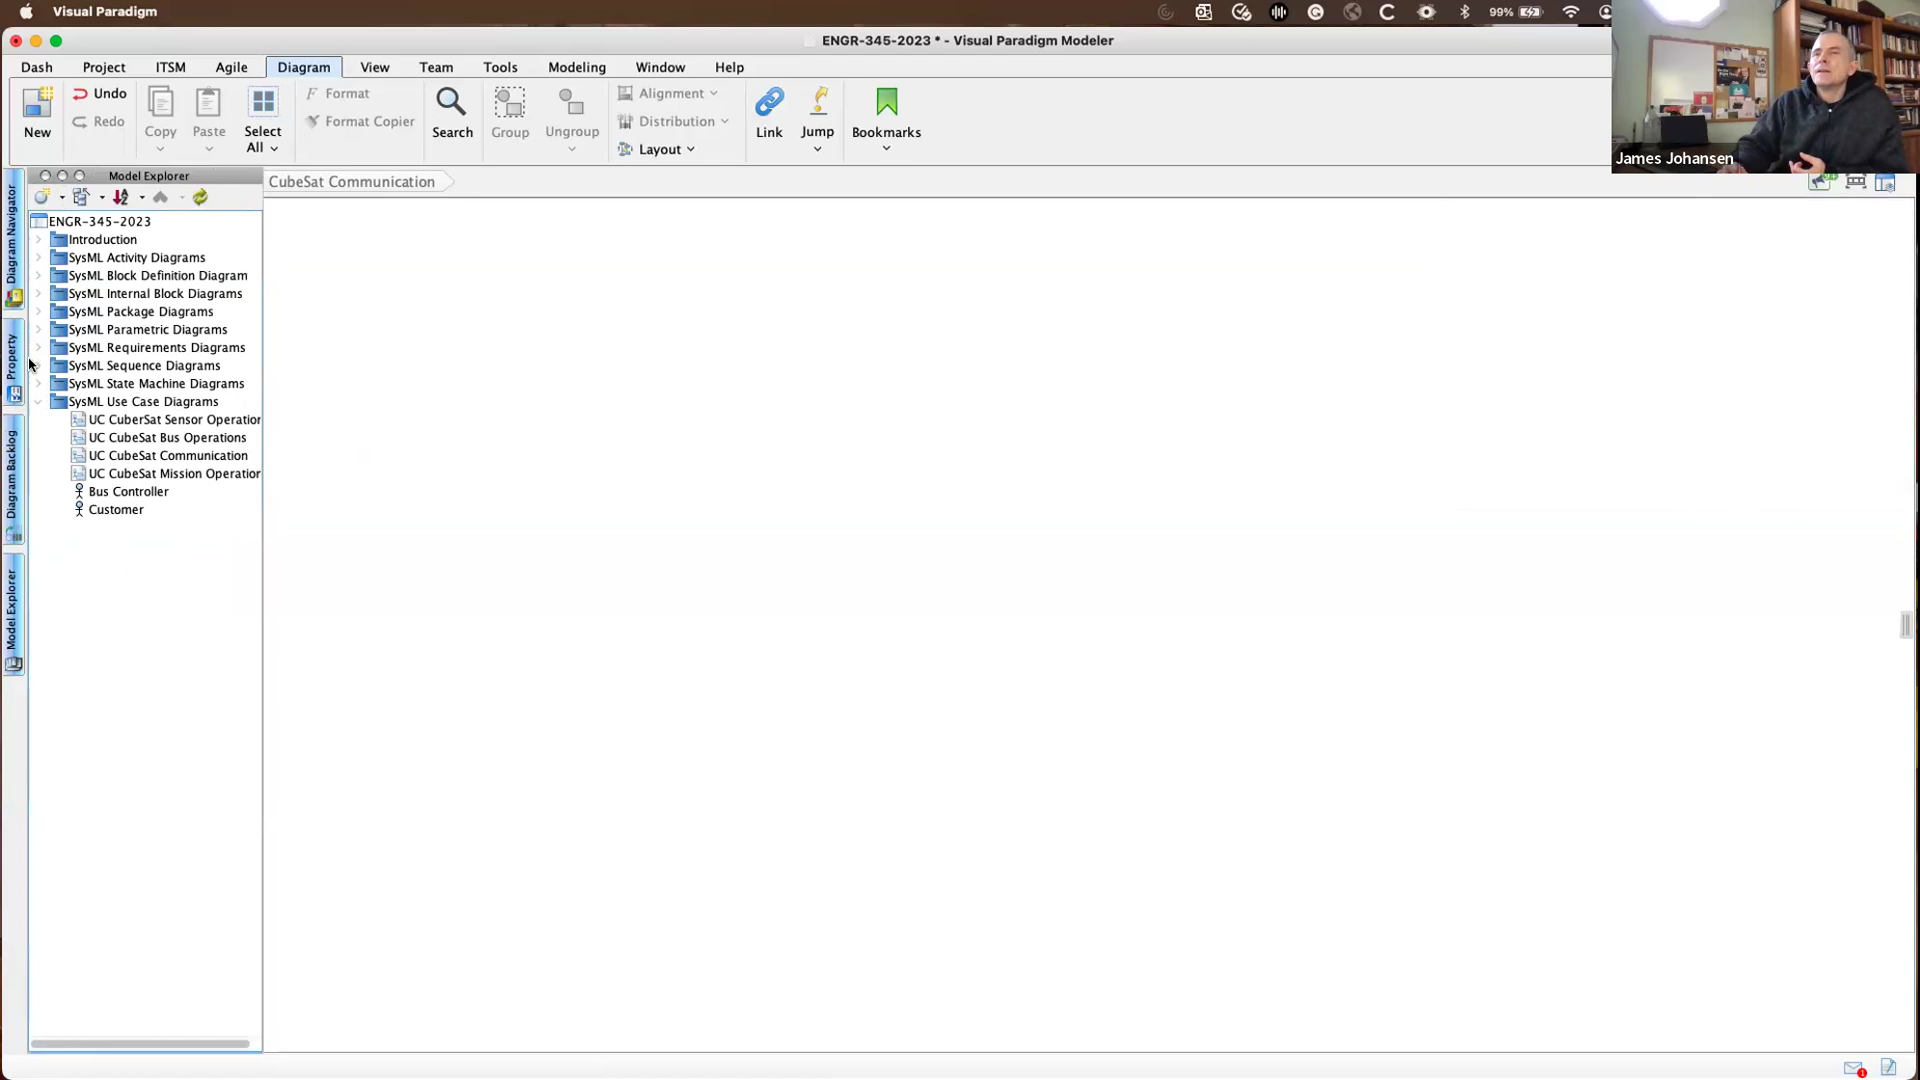 Visual Paradigm
99%
ENGR-345-2023 * - Visual Paradigm Modeler
Dash
Project
ITSM
Agile
Diagram
View
Team
Tools
Modeling
Window
Help
New
Undo
Redo
Copy
Paste
Select
All
Format
Format Copier
Search
Group
Ungroup
Alignment
Distribution
Layout
Link
Jump
Bookmarks
James Johansen
Model Explorer
CubeSat Communication
Diagram Navigator
Property
Diagram Backlog
Model Explorer
ENGR-345-2023
Introduction
SysML Activity Diagrams
SysML Block Definition Diagram
SysML Internal Block Diagrams
SysML Package Diagrams
SysML Parametric Diagrams
SysML Requirements Diagrams
SysML Sequence Diagrams
SysML State Machine Diagrams
SysML Use Case Diagrams
UC CuberSat Sensor Operation
UC CubeSat Bus Operations
UC CubeSat Communication
UC CubeSat Mission Operation
Bus Controller
Customer